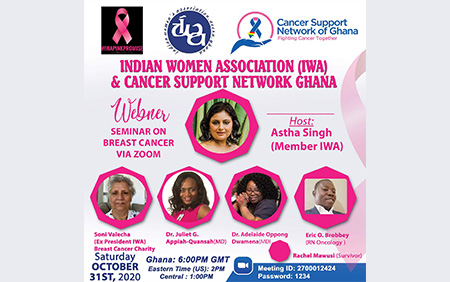 #IRAPINKPROMISE
iwa
Cancer Support
Network of Ghana
Fighting Cancer Together
INDIAN WOMEN ASSOCIATION (IWA)
& CANCER SUPPORT NETWORK GHANA
Webner
SEMINAR ON
BREAST CANCER
VIA ZOOM
Host:
Astha Singh
(Member IWA)
Soni Valecha
(Ex President IWA)
Breast Cancer Charity
Dr. Juliet G.
Appiah-Quansah(MD)
Dr. Adelaide Oppong
Dwamena(MD)
Eric O. Brobbey
(RN Oncology )
Rachel Mawusi (Survivor)
Saturday
OCTOBER
31ST, 2020
Ghana: 6:00PM GMT
Eastern Time (US): 2PM
Central : 1:00PM
Meeting ID: 2700012424
Password: 1234